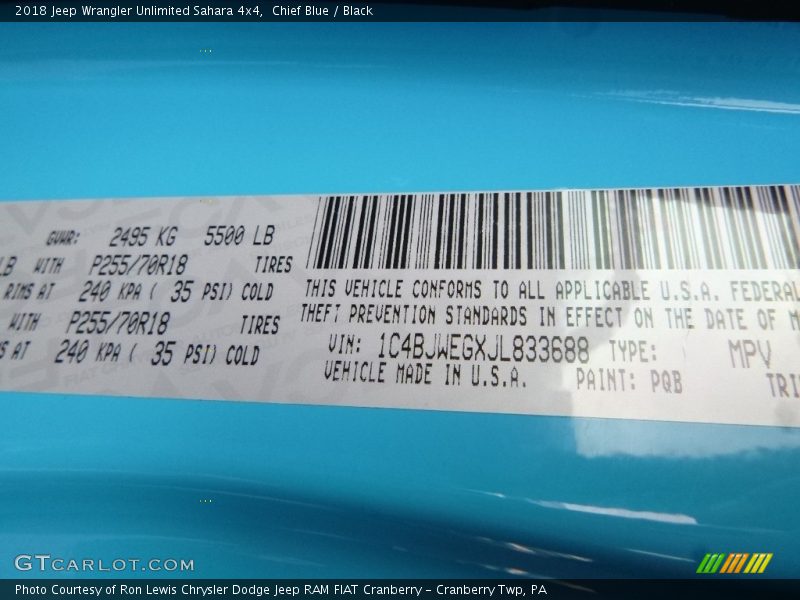 2018 Jeep Wrangler Unlimited Sahara 4x4, Chief Blue / Black
GVWR: 2495 KG 5500 LB
LB WITH P255/70R18 TIRES
RIMS AT 240 KPA ( 35 PSI) COLD
WITH P255/70R18 TIRES
MS AT 240 KPA ( 35 PSI) COLD
THIS VEHICLE CONFORMS TO ALL APPLICABLE U.S.A. FEDERAL
THEFT PREVENTION STANDARDS IN EFFECT ON THE DATE OF M
VIN: 1C4BJWEGXJL833688 TYPE: MPV
VEHICLE MADE IN U.S.A. PAINT: PQB TRI
GTCARLOT.COM
Photo Courtesy of Ron Lewis Chrysler Dodge Jeep RAM FIAT Cranberry – Cranberry Twp, PA